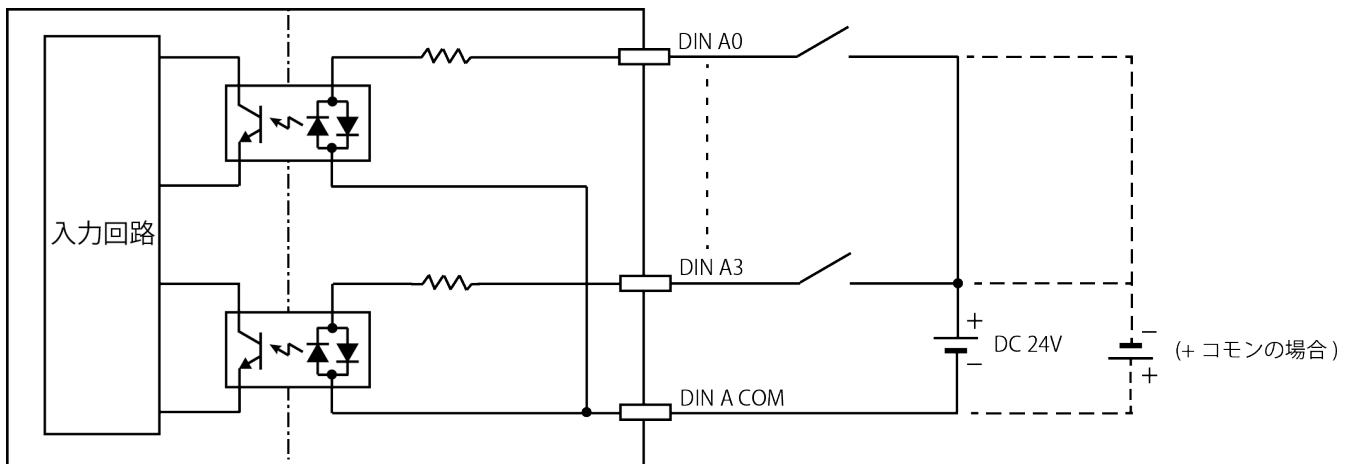 DIN A0
入力回路
DIN A3
+
DC 24V
−
−
(+ コモンの場合)
+
DIN A COM